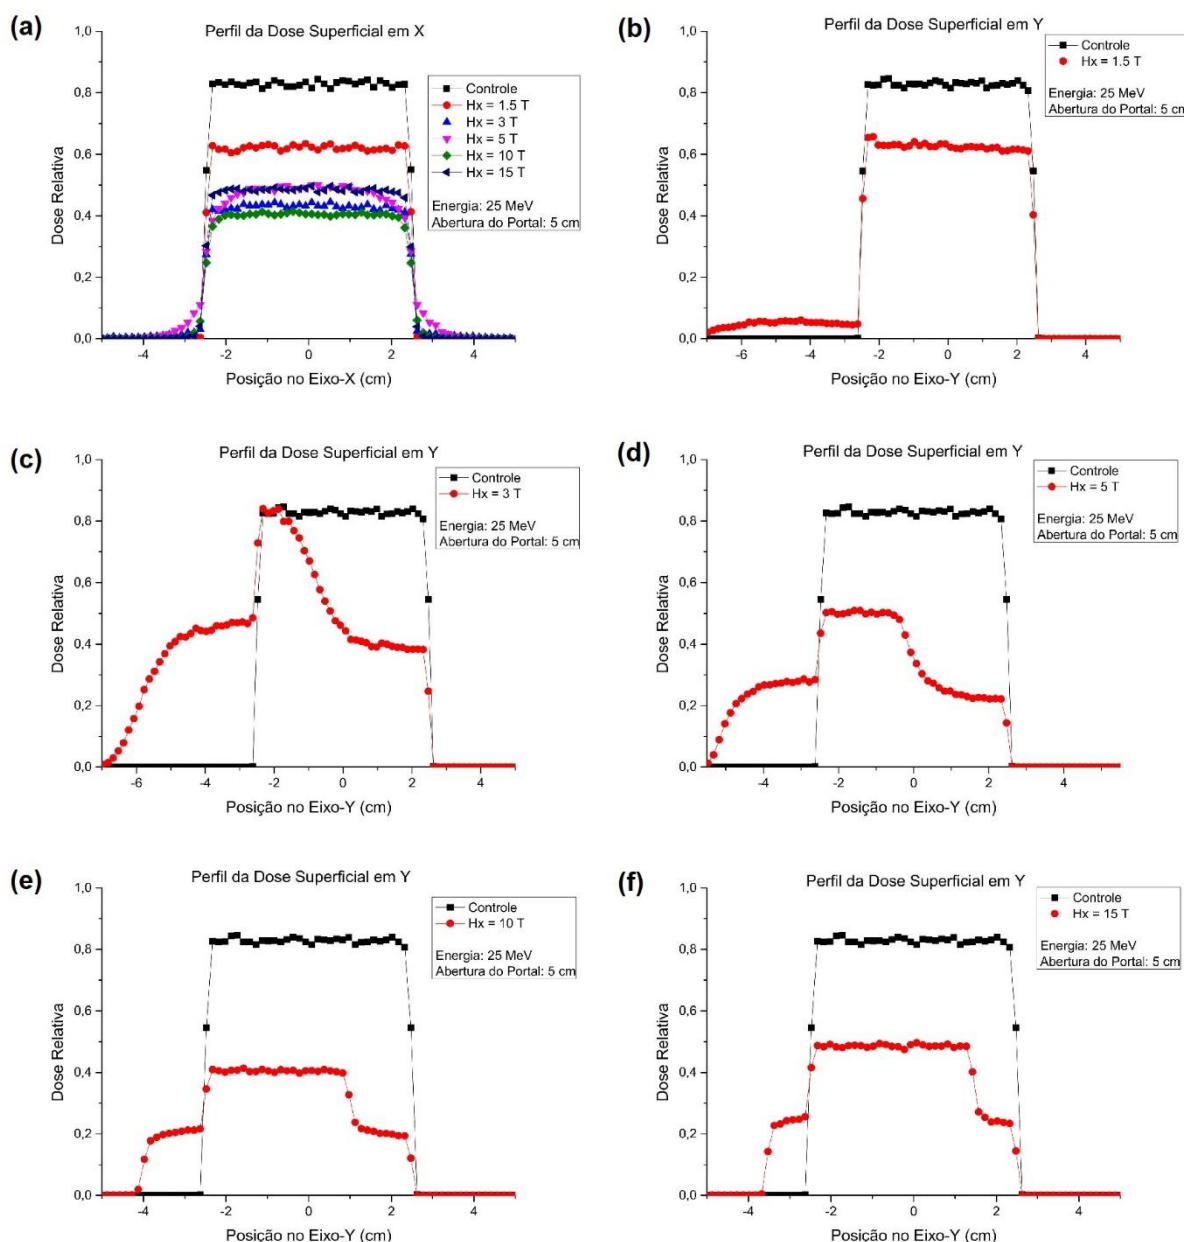 (a)
Perfil da Dose Superficial em X
1,0
0,8
0,6
0,4
0,2
0,0
Dose Relativa
-4
-2
0
2
4
Posição no Eixo-X (cm)
Controle
Hx = 1.5 T
Hx = 3 T
Hx = 5 T
Hx = 10 T
Hx = 15 T
Energia: 25 MeV
Abertura do Portal: 5 cm
(b)
Perfil da Dose Superficial em Y
1,0
0,8
0,6
0,4
0,2
0,0
Dose Relativa
-6
-4
-2
0
2
4
Posição no Eixo-Y (cm)
Controle
Hx = 1.5 T
Energia: 25 MeV
Abertura do Portal: 5 cm
(c)
Perfil da Dose Superficial em Y
1,0
0,8
0,6
0,4
0,2
0,0
Dose Relativa
-6
-4
-2
0
2
4
Posição no Eixo-Y (cm)
Controle
Hx = 3 T
Energia: 25 MeV
Abertura do Portal: 5 cm
(d)
Perfil da Dose Superficial em Y
1,0
0,8
0,6
0,4
0,2
0,0
Dose Relativa
-4
-2
0
2
4
Posição no Eixo-Y (cm)
Controle
Hx = 5 T
Energia: 25 MeV
Abertura do Portal: 5 cm
(e)
Perfil da Dose Superficial em Y
1,0
0,8
0,6
0,4
0,2
0,0
Dose Relativa
-4
-2
0
2
4
Posição no Eixo-Y (cm)
Controle
Hx = 10 T
Energia: 25 MeV
Abertura do Portal: 5 cm
(f)
Perfil da Dose Superficial em Y
1,0
0,8
0,6
0,4
0,2
0,0
Dose Relativa
-4
-2
0
2
4
Posição no Eixo-Y (cm)
Controle
Hx = 15 T
Energia: 25 MeV
Abertura do Portal: 5 cm